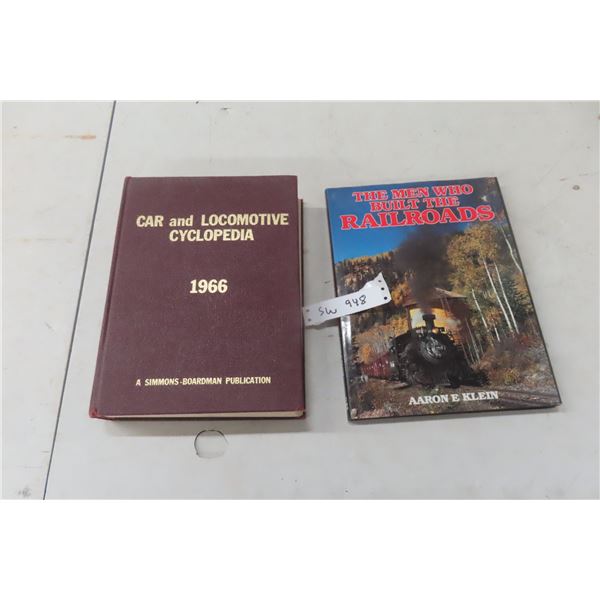 CAR and LOCOMOTIVE
CYCLOPEDIA
1966
A SIMMONS-BOARDMAN PUBLICATION
SW 948
THE MEN WHO
BUILT THE
RAILROADS
AARON E KLEIN